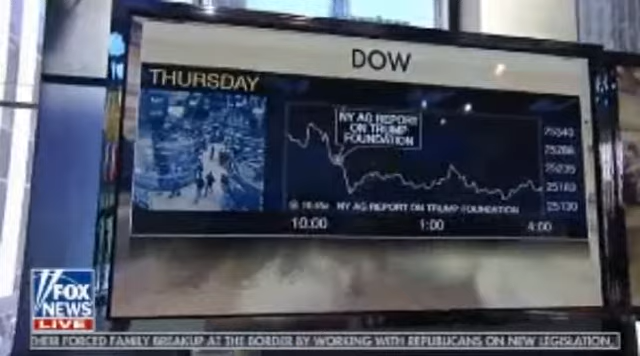 DOW
THURSDAY
NY AG REPORT
ON TRUMP
FOUNDATION
25340
25288
25235
25183
25130
NY AG REPORT ON TRUMP FOUNDATION
10:00 1:00 4:00
FOX
NEWS
LIVE
THEIR FORCED FAMILY BREAKUP AT THE BORDER BY WORKING WITH REPUBLICANS ON NEW LEGISLATION.